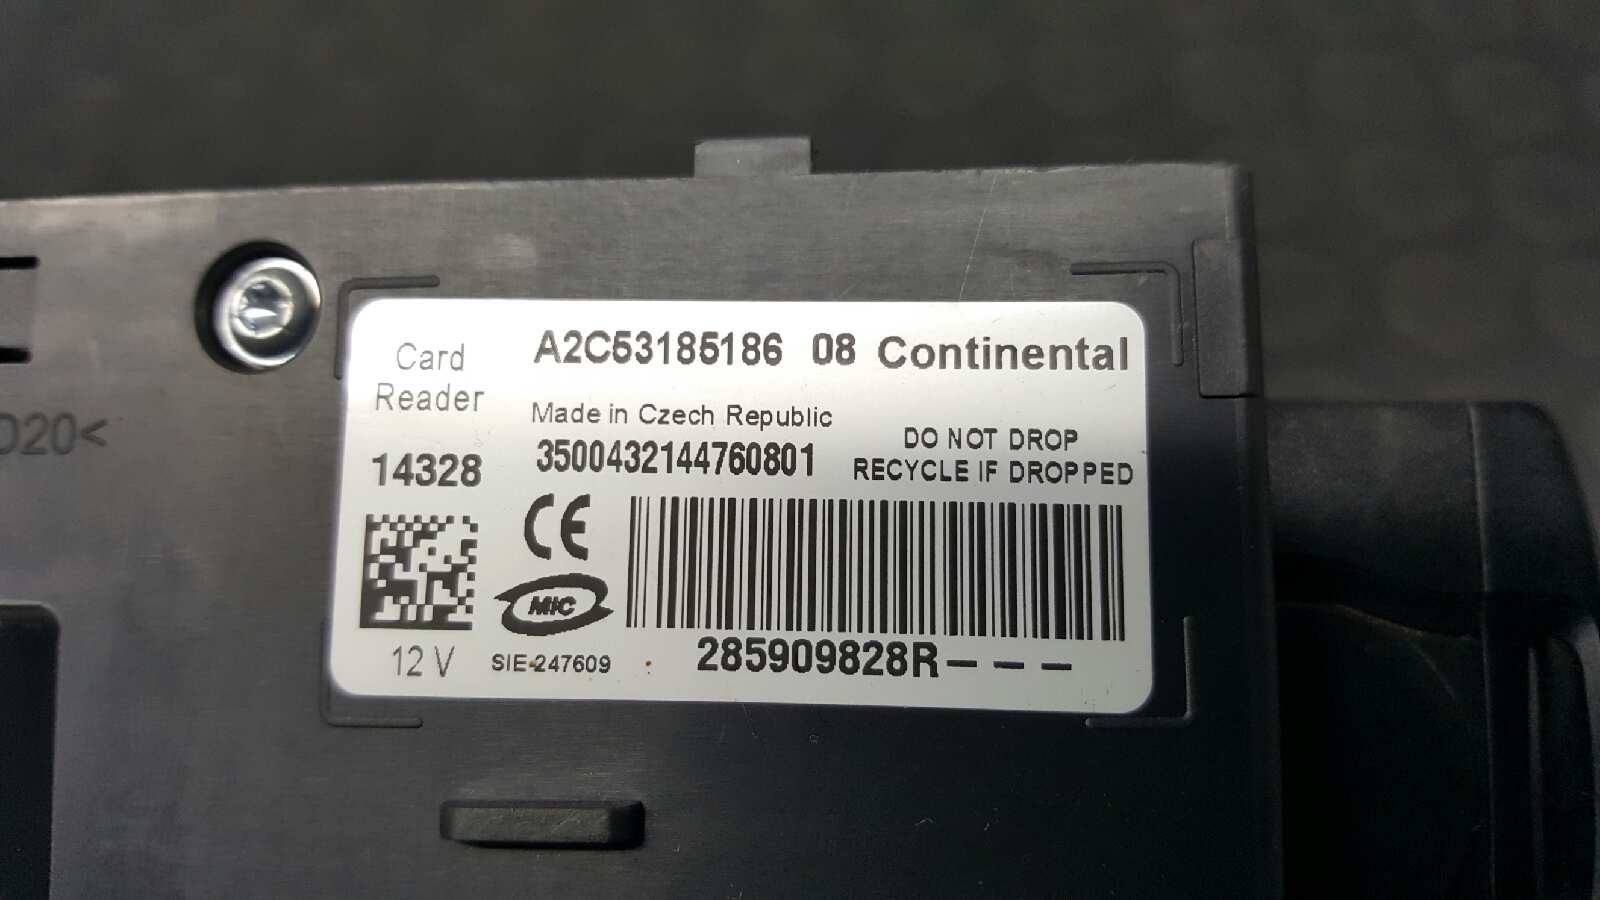 Card
Reader
14328
12 V
A2C53185186 08 Continental
Made in Czech Republic
3500432144760801
DO NOT DROP
RECYCLE IF DROPPED
CE
MIC
SIE-247609
285909828R---
D20<